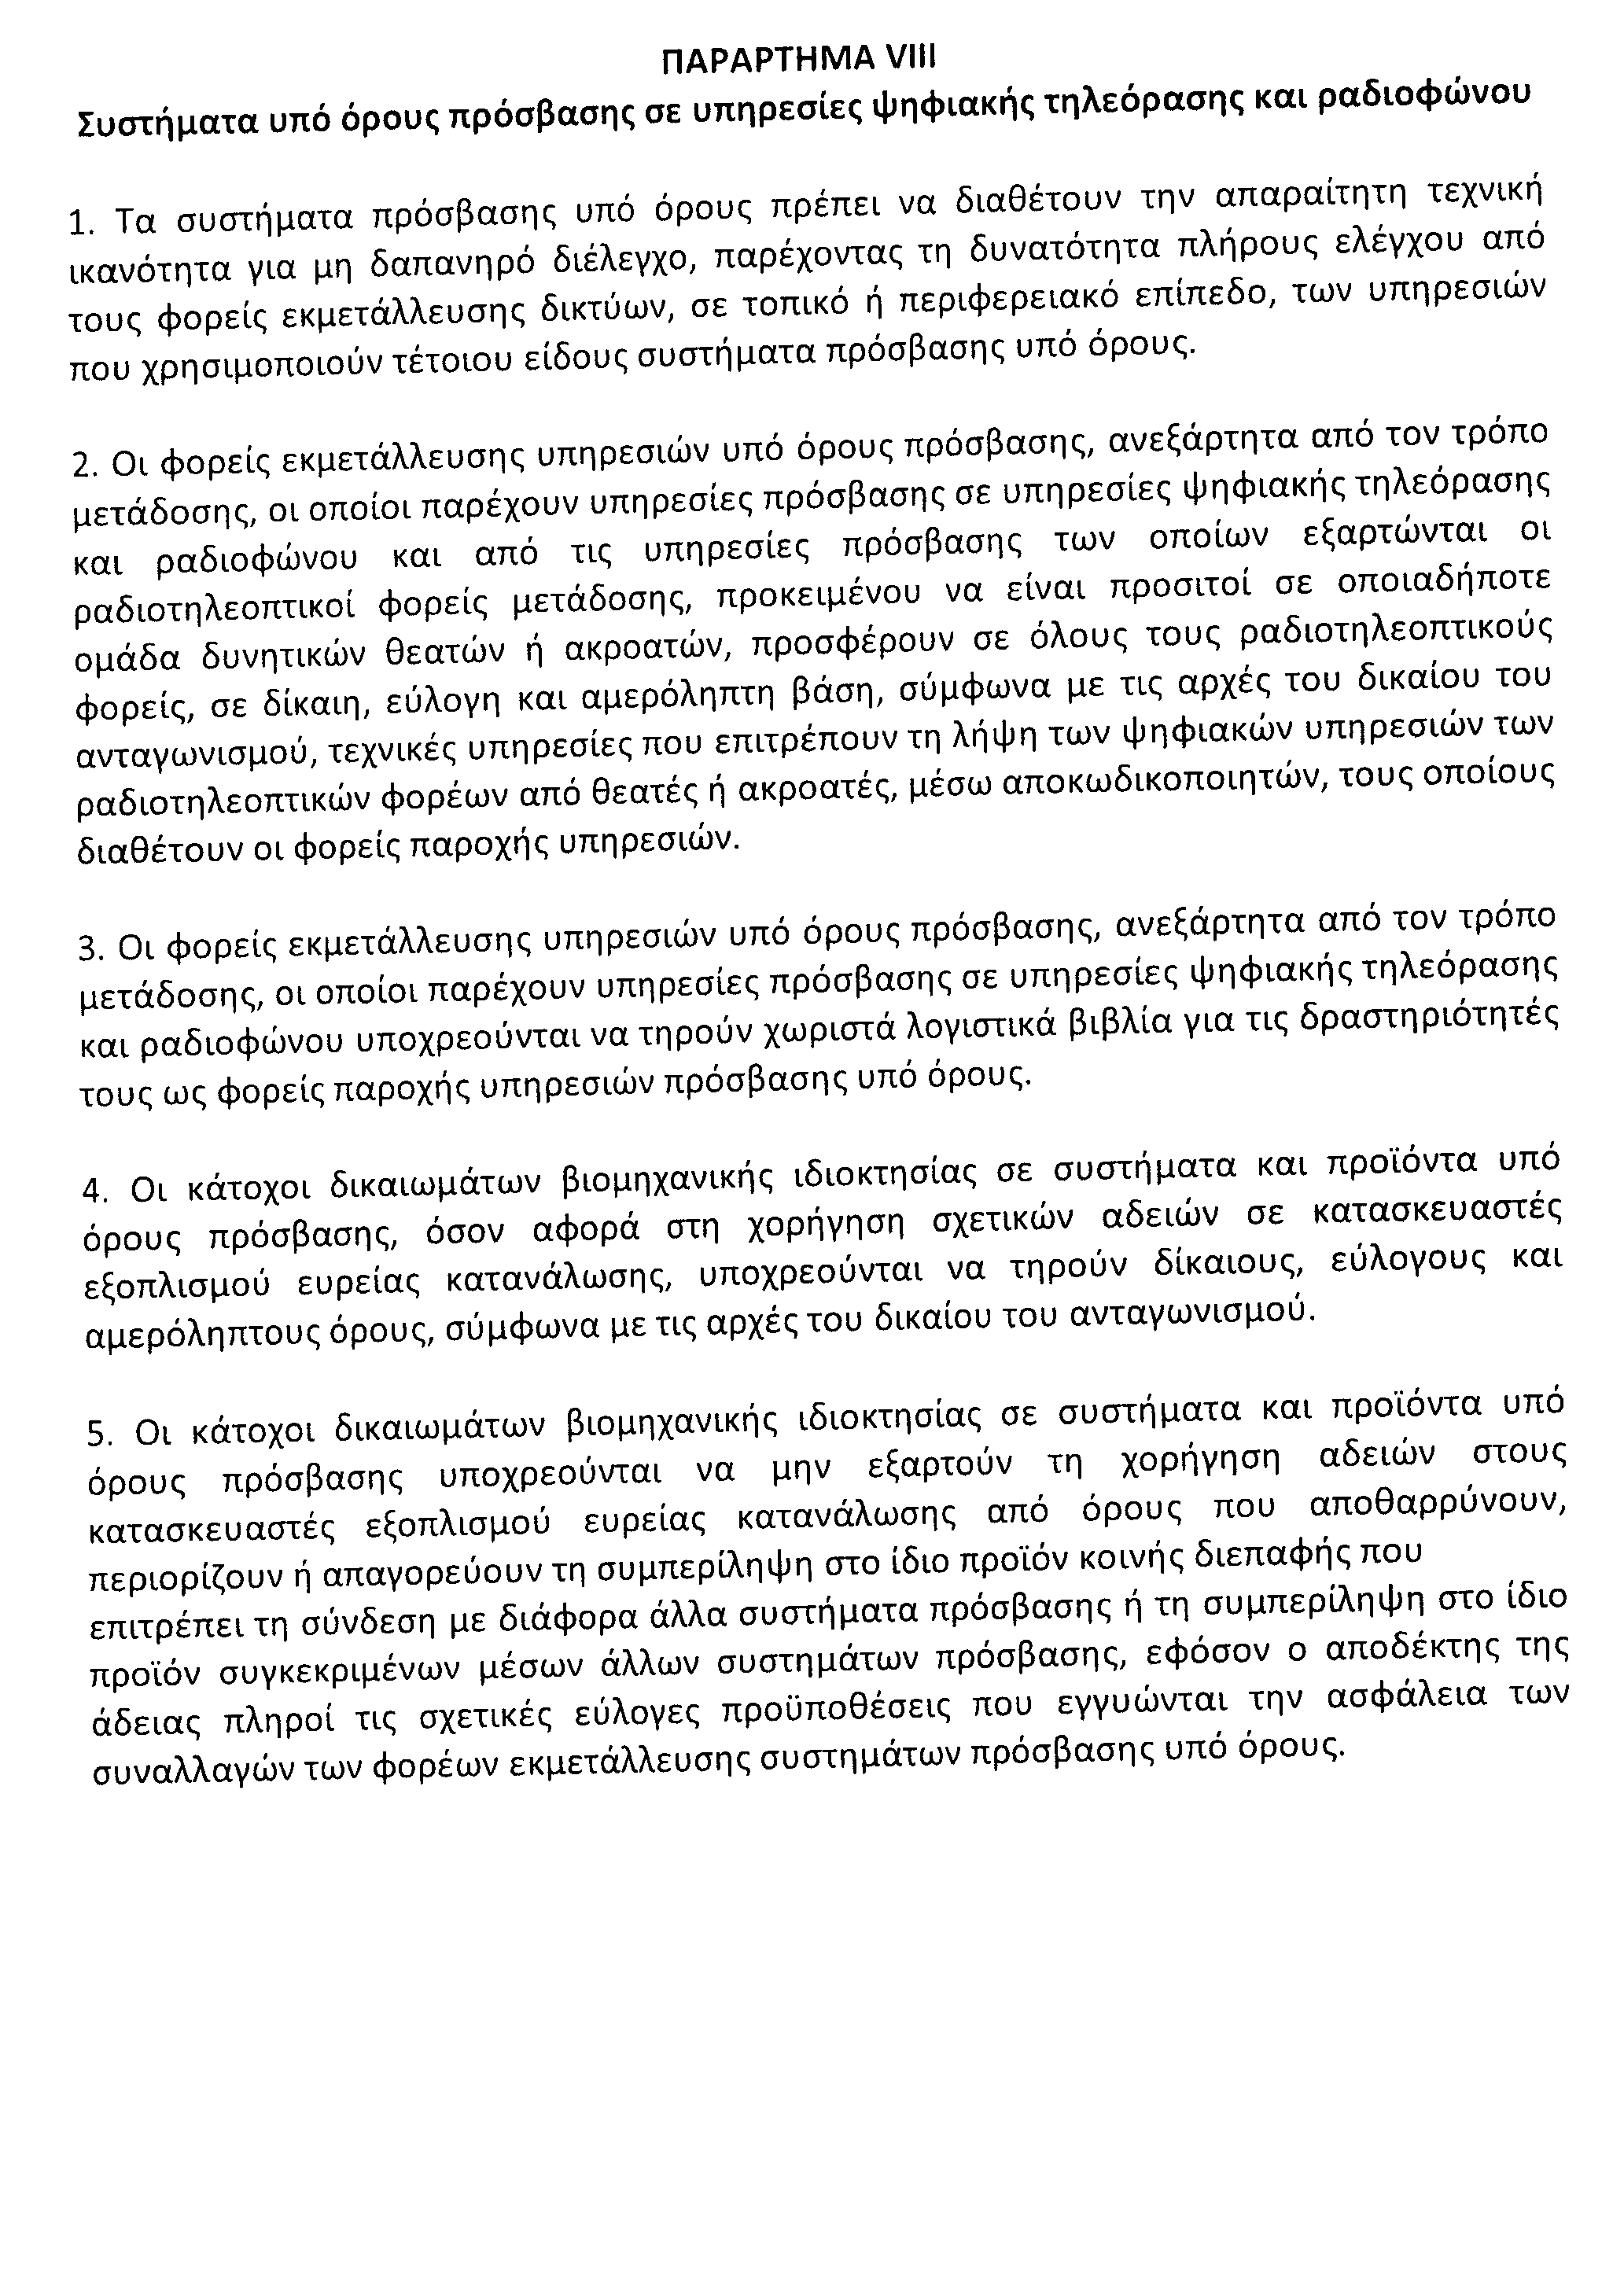 ΠΑΡΑΡΤΗΜΑ VIII
Συστήματα υπό όρους πρόσβασης σε υπηρεσίες ψηφιακής τηλεόρασης και ραδιοφώνου
1. Τα συστήματα πρόσβασης υπό όρους πρέπει να διαθέτουν την απαραίτητη τεχνική
ικανότητα για μη δαπανηρό διέλεγχο, παρέχοντας τη δυνατότητα πλήρους ελέγχου από
τους φορείς εκμετάλλευσης δικτύων, σε τοπικό ή περιφερειακό επίπεδο, των υπηρεσιών
που χρησιμοποιούν τέτοιου είδους συστήματα πρόσβασης υπό όρους.
2. Οι φορείς εκμετάλλευσης υπηρεσιών υπό όρους πρόσβασης, ανεξάρτητα από τον τρόπο
μετάδοσης, οι οποίοι παρέχουν υπηρεσίες πρόσβασης σε υπηρεσίες ψηφιακής τηλεόρασης
και ραδιοφώνου και από τις υπηρεσίες πρόσβασης των οποίων εξαρτώνται οι
ραδιοτηλεοπτικοί φορείς μετάδοσης, προκειμένου να είναι προσιτοί σε οποιαδήποτε
ομάδα δυνητικών θεατών ή ακροατών, προσφέρουν σε όλους τους ραδιοτηλεοπτικούς
φορείς, σε δίκαιη, εύλογη και αμερόληπτη βάση, σύμφωνα με τις αρχές του δικαίου του
ανταγωνισμού, τεχνικές υπηρεσίες που επιτρέπουν τη λήψη των ψηφιακών υπηρεσιών των
ραδιοτηλεοπτικών φορέων από θεατές ή ακροατές, μέσω αποκωδικοποιητών, τους οποίους
διαθέτουν οι φορείς παροχής υπηρεσιών.
3. Οι φορείς εκμετάλλευσης υπηρεσιών υπό όρους πρόσβασης, ανεξάρτητα από τον τρόπο
μετάδοσης, οι οποίοι παρέχουν υπηρεσίες πρόσβασης σε υπηρεσίες ψηφιακής τηλεόρασης
και ραδιοφώνου υποχρεούνται να τηρούν χωριστά λογιστικά βιβλία για τις δραστηριότητές
τους ως φορείς παροχής υπηρεσιών πρόσβασης υπό όρους.
4. Οι κάτοχοι δικαιωμάτων βιομηχανικής ιδιοκτησίας σε συστήματα και προϊόντα υπό
όρους πρόσβασης, όσον αφορά στη χορήγηση σχετικών αδειών σε κατασκευαστές
εξοπλισμού ευρείας κατανάλωσης, υποχρεούνται να τηρούν δίκαιους, εύλογους και
αμερόληπτους όρους, σύμφωνα με τις αρχές του δικαίου του ανταγωνισμού.
5. Οι κάτοχοι δικαιωμάτων βιομηχανικής ιδιοκτησίας σε συστήματα και προϊόντα υπό
όρους πρόσβασης υποχρεούνται να μην εξαρτούν τη χορήγηση αδειών στους
κατασκευαστές εξοπλισμού ευρείας κατανάλωσης από όρους που αποθαρρύνουν,
περιορίζουν ή απαγορεύουν τη συμπερίληψη στο ίδιο προϊόν κοινής διεπαφής που
επιτρέπει τη σύνδεση με διάφορα άλλα συστήματα πρόσβασης ή τη συμπερίληψη στο ίδιο
προϊόν συγκεκριμένων μέσων άλλων συστημάτων πρόσβασης, εφόσον ο αποδέκτης της
άδειας πληροί τις σχετικές εύλογες προϋποθέσεις που εγγυώνται την ασφάλεια των
συναλλαγών των φορέων εκμετάλλευσης συστημάτων πρόσβασης υπό όρους.